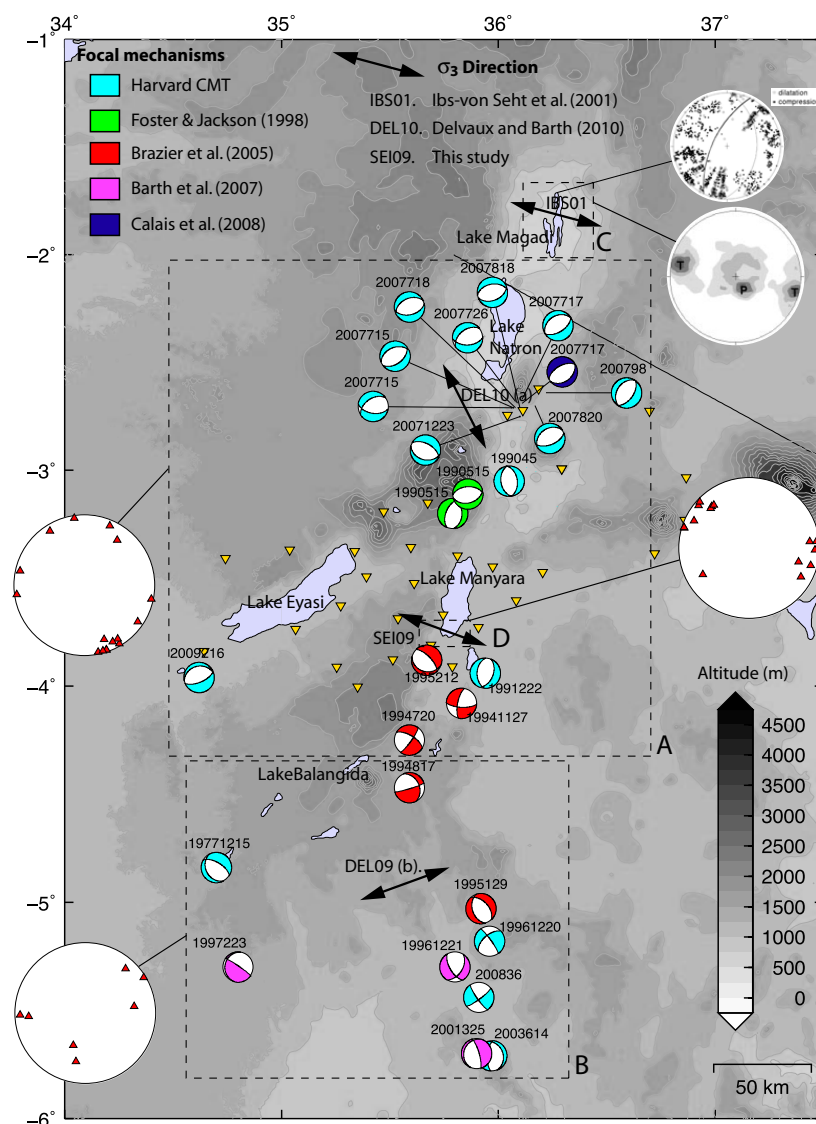 34˚ 35˚ 36˚ 37˚
−1˚
−2˚
−3˚
−4˚
−5˚
−6˚
Focal mechanisms
Harvard CMT
Foster & Jackson (1998)
Brazier et al. (2005)
Barth et al. (2007)
Calais et al. (2008)
σ3 Direction
IBS01. Ibs-von Seht et al. (2001)
DEL10. Delvaux and Barth (2010)
SEI09. This study
dilatation
compression
IBS01
Lake Magadi
C
T
P
T
2007818
2007718
2007726
2007717
Lake
Natron
2007715
2007717
200798
2007715
DEL10 (a)
2007820
20071223
199045
1990515
1990515
Lake Manyara
Lake Eyasi
SEI09
D
2009216
1995212
1991222
19941127
1994720
A
LakeBalangida
1994817
19771215
DEL09 (b).
1995129
19961220
1997223
19961221
200836
2001325
2003614
B
Altitude (m)
4500
4000
3500
3000
2500
2000
1500
1000
500
0
50 km